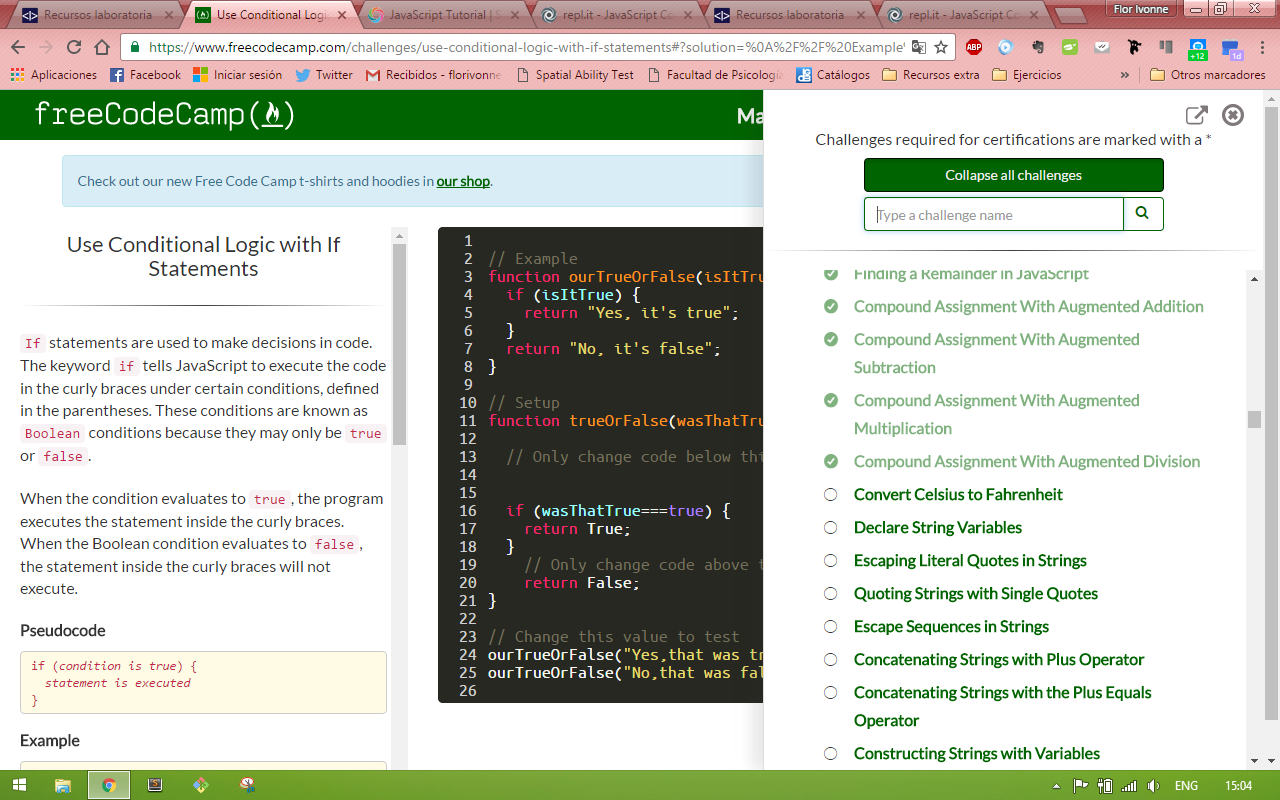 Recursos laboratoria
Use Conditional Logi
JavaScript Tutorial | S
repl.it - JavaScript Co
Recursos laboratoria
repl.it - JavaScript Co
Flor Ivonne
https://www.freecodecamp.com/challenges/use-conditional-logic-with-if-statements#?solution=%0A%2F%2F%20Example
ABP
+12
1d
Aplicaciones
Facebook
Iniciar sesión
Twitter
Recibidos - florivonne
Spatial Ability Test
Facultad de Psicologí
Catálogos
Recursos extra
Ejercicios
»
Otros marcadores
freeCodeCamp
Ma
Check out our new Free Code Camp t-shirts and hoodies in our shop.
Use Conditional Logic with If
Statements
If statements are used to make decisions in code.
The keyword if tells JavaScript to execute the code
in the curly braces under certain conditions, defined
in the parentheses. These conditions are known as
Boolean conditions because they may only be true
or false.
When the condition evaluates to true, the program
executes the statement inside the curly braces.
When the Boolean condition evaluates to false,
the statement inside the curly braces will not
execute.
Pseudocode
if (condition is true) {
statement is executed
}
Example
1
2 // Example
3 function ourTrueOrFalse(isItTru
4 if (isItTrue) {
5 return "Yes, it's true";
6 }
7 return "No, it's false";
8 }
9
10 // Setup
11 function trueOrFalse(wasThatTru
12
13 // Only change code below thi
14
15
16 if (wasThatTrue===true) {
17 return True;
18 }
19 // Only change code above t
20 return False;
21 }
22
23 // Change this value to test
24 ourTrueOrFalse("Yes,that was tr
25 ourTrueOrFalse("No,that was fal
26
Challenges required for certifications are marked with a *
Collapse all challenges
Type a challenge name
Finding a Remainder in JavaScript
Compound Assignment With Augmented Addition
Compound Assignment With Augmented
Subtraction
Compound Assignment With Augmented
Multiplication
Compound Assignment With Augmented Division
Convert Celsius to Fahrenheit
Declare String Variables
Escaping Literal Quotes in Strings
Quoting Strings with Single Quotes
Escape Sequences in Strings
Concatenating Strings with Plus Operator
Concatenating Strings with the Plus Equals
Operator
Constructing Strings with Variables
ENG
15:04